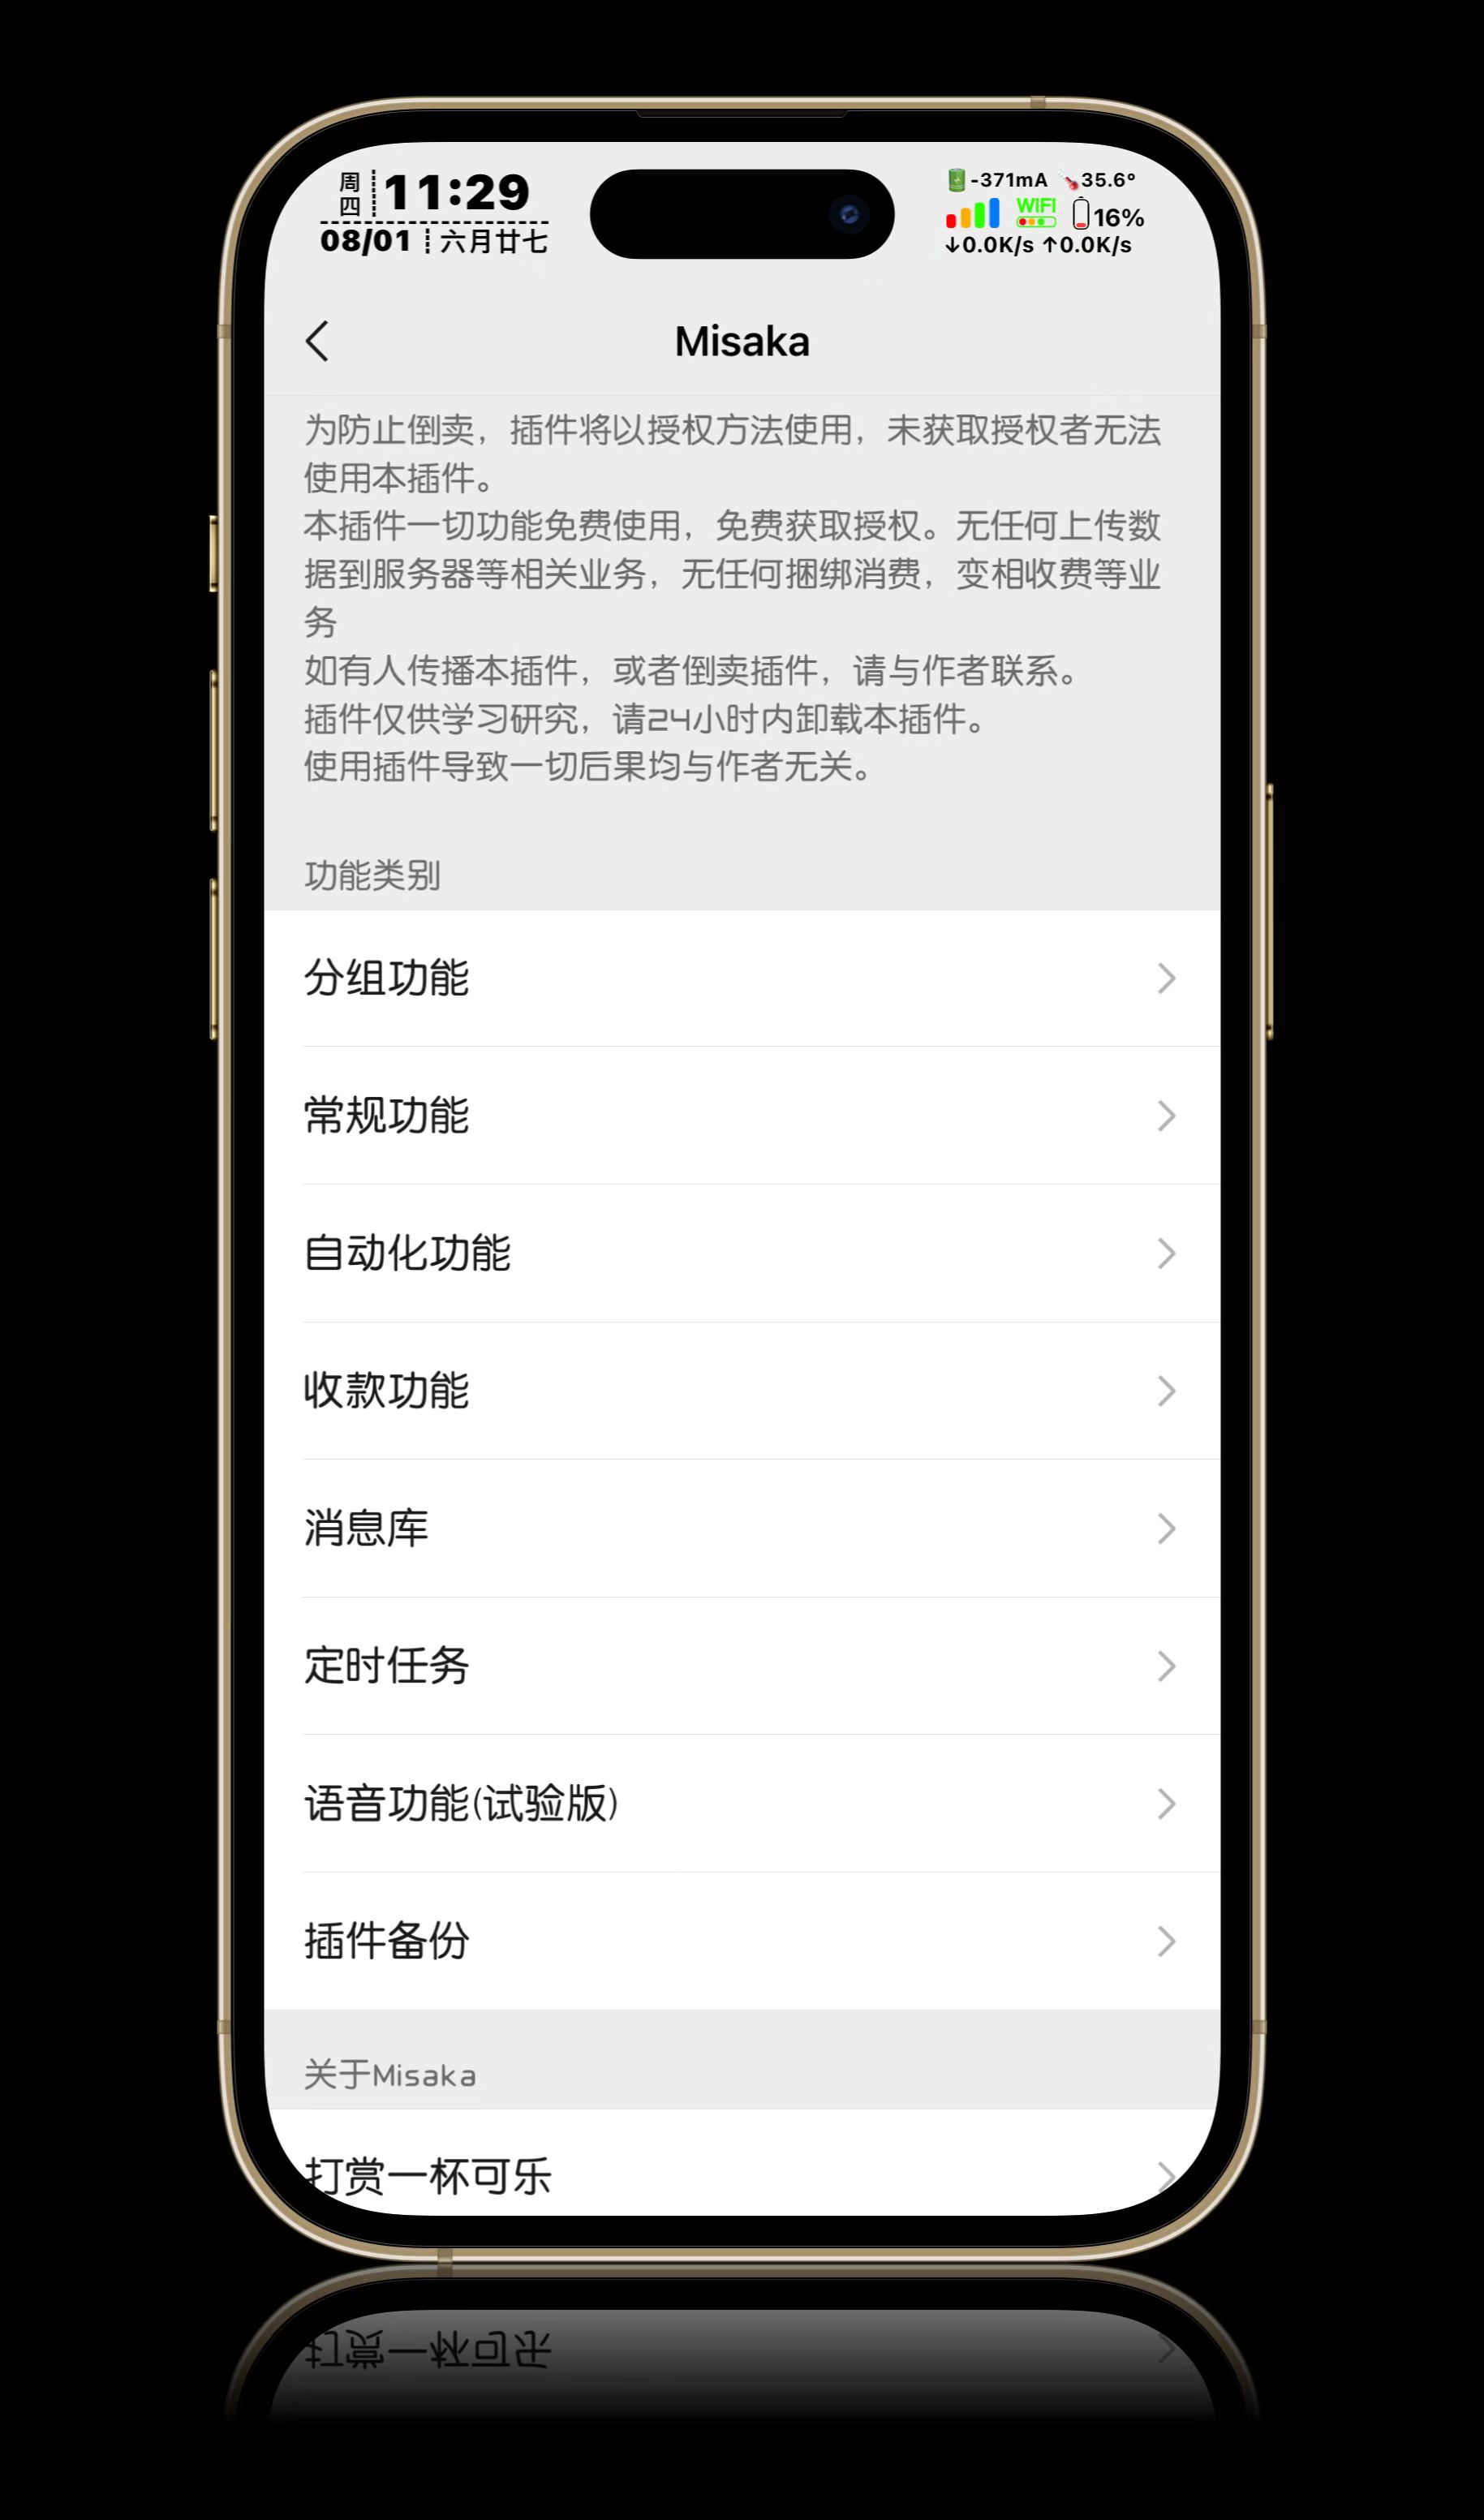 周四 11:29
08/01 六月廿七
-371mA 35.6°
WIFI 16%
↓0.0K/s ↑0.0K/s
Misaka
为防止倒卖，插件将以授权方法使用，未获取授权者无法
使用本插件。
本插件一切功能免费使用，免费获取授权。无任何上传数
据到服务器等相关业务，无任何捆绑消费，变相收费等业
务
如有人传播本插件，或者倒卖插件，请与作者联系。
插件仅供学习研究，请24小时内卸载本插件。
使用插件导致一切后果均与作者无关。
功能类别
分组功能
常规功能
自动化功能
收款功能
消息库
定时任务
语音功能(试验版)
插件备份
关于Misaka
打赏一杯可乐